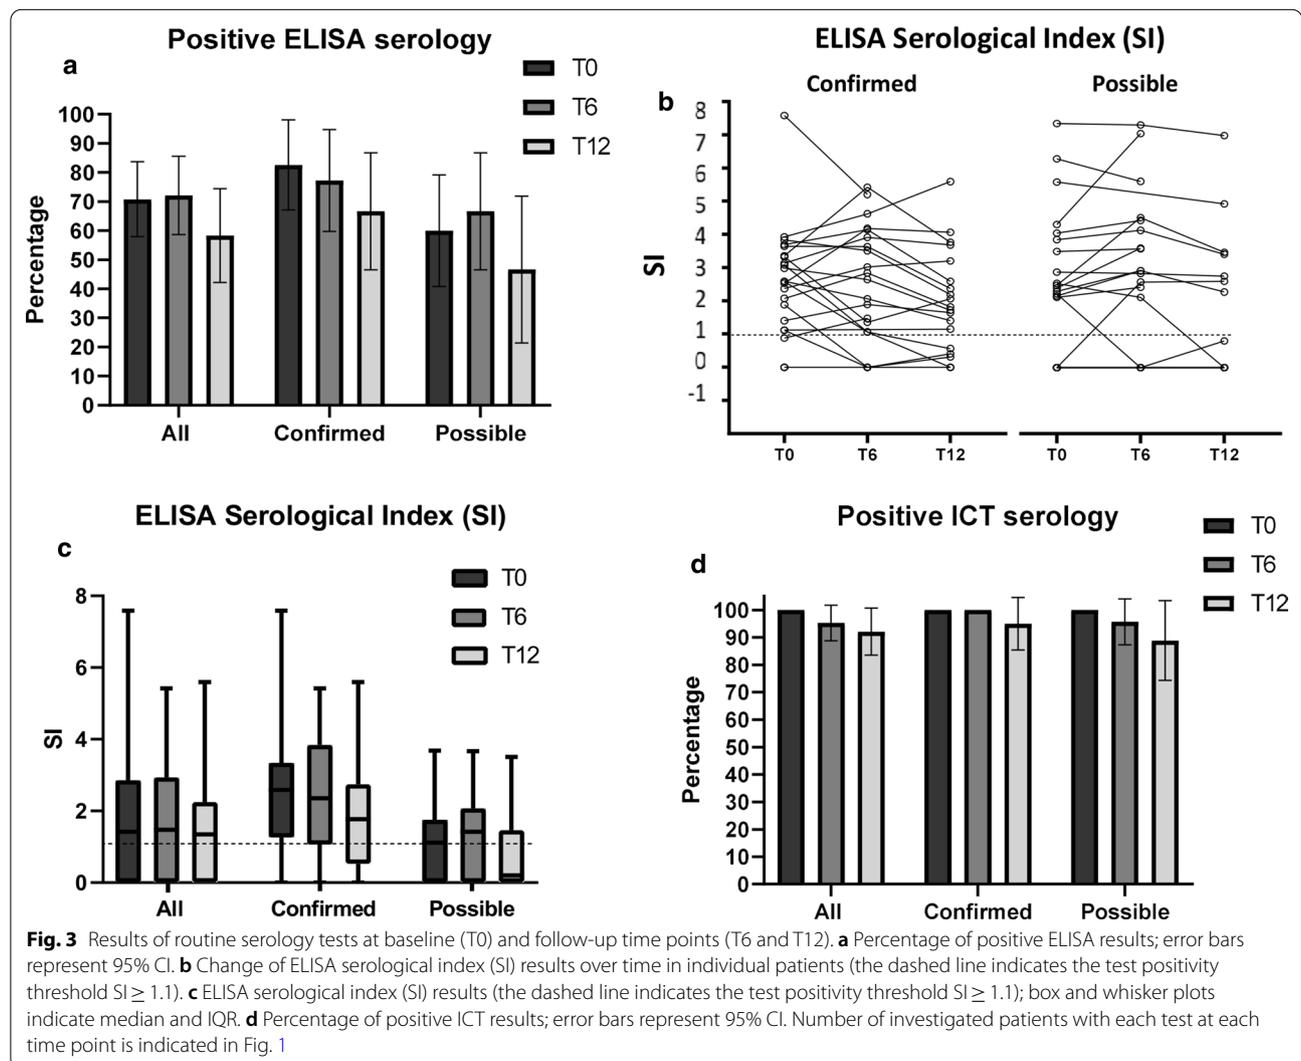 Positive ELISA serology
a
T0
T6
T12
Percentage
100
90
80
70
60
50
40
30
20
10
0
All Confirmed Possible
ELISA Serological Index (SI)
Confirmed Possible
b
SI
8
7
6
5
4
3
2
1
0
-1
T0 T6 T12 T0 T6 T12
ELISA Serological Index (SI)
c
T0
T6
T12
SI
8
6
4
2
0
All Confirmed Possible
Positive ICT serology
d
T0
T6
T12
Percentage
100
90
80
70
60
50
40
30
20
10
0
All Confirmed Possible
Fig. 3 Results of routine serology tests at baseline (T0) and follow-up time points (T6 and T12). a Percentage of positive ELISA results; error bars
represent 95% CI. b Change of ELISA serological index (SI) results over time in individual patients (the dashed line indicates the test positivity
threshold SI ≥ 1.1). c ELISA serological index (SI) results (the dashed line indicates the test positivity threshold SI ≥ 1.1); box and whisker plots
indicate median and IQR. d Percentage of positive ICT results; error bars represent 95% CI. Number of investigated patients with each test at each
time point is indicated in Fig. 1